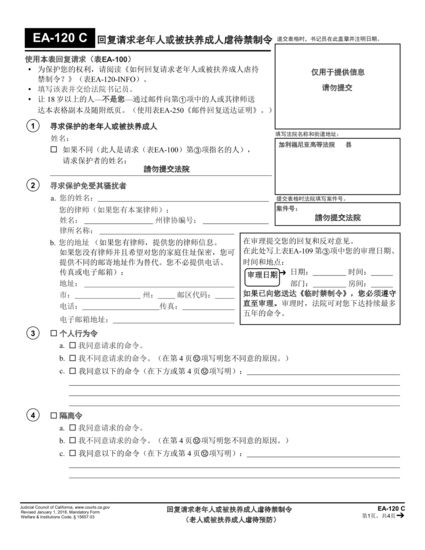 EA-120 C 回复请求老年人或被扶养成人虐待禁制令
提交表格时，书记员在此盖章并注明日期。
使用本表回复请求（表EA-100）
• 为保护您的权利，请阅读《如何回复请求老年人或被扶养成人虐待
禁制令？》（表EA-120-INFO）。
• 填写该表并交给法院书记员。
• 让 18 岁以上的人—不是您—通过邮件向第①项中的人或其律师送
达本表格副本及随附纸页。（使用表EA-250《邮件回复送达证明》。）
仅用于提供信息
请勿提交
① 寻求保护的老年人或被扶养成人
姓名：
☐ 如果不同（此人是请求（表EA-100）第③项指名的人），
请求保护者的姓名：
請勿提交法院
填写法院名称和街道地址：
加利福尼亚高等法院 县
② 寻求保护免受其骚扰者
a. 您的姓名：
您的律师（如果您有本案律师）：
姓名： 州律协编号：
律所名称：
提交表格时法院填写案件号。
案件号：
請勿提交法院
b. 您的地址（如果您有律师，提供您的律师信息。
如果您没有律师并且希望对您的家庭住址保密，您可
提供不同的邮寄地址作为替代。您不必提供电话、
传真或电子邮箱）：
地址：
市： 州： 邮区代码：
电话： 传真：
电子邮箱地址：
在审理提交您的回复和反对意见。
在此处写上表EA-109 第③项中您的审理日期、
时间和地点：
审理日期 → 日期： 时间：
部门： 房间：
如果已向您送达《临时禁制令》，您必须遵守
直至审理。审理时，法院可对您下达持续最多
五年的命令。
③ ☐ 个人行为令
a. ☐ 我同意请求的命令。
b. ☐ 我不同意请求的命令。（在第 4 页⑫项写明您不同意的原因。）
c. ☐ 我同意以下的命令（在下方或第 4 页⑫项写明）：
④ ☐ 隔离令
a. ☐ 我同意请求的命令。
b. ☐ 我不同意请求的命令。（在第 4 页⑫项写明您不同意的原因。）
c. ☐ 我同意以下的命令（在下方或第 4 页⑫项写明）：
Judicial Council of California, www.courts.ca.gov
Revised January 1, 2016, Mandatory Form
Welfare & Institutions Code, § 15657.03
回复请求老年人或被扶养成人虐待禁制令
（老人或被扶养成人虐待预防）
EA-120 C
第1页，共4页→